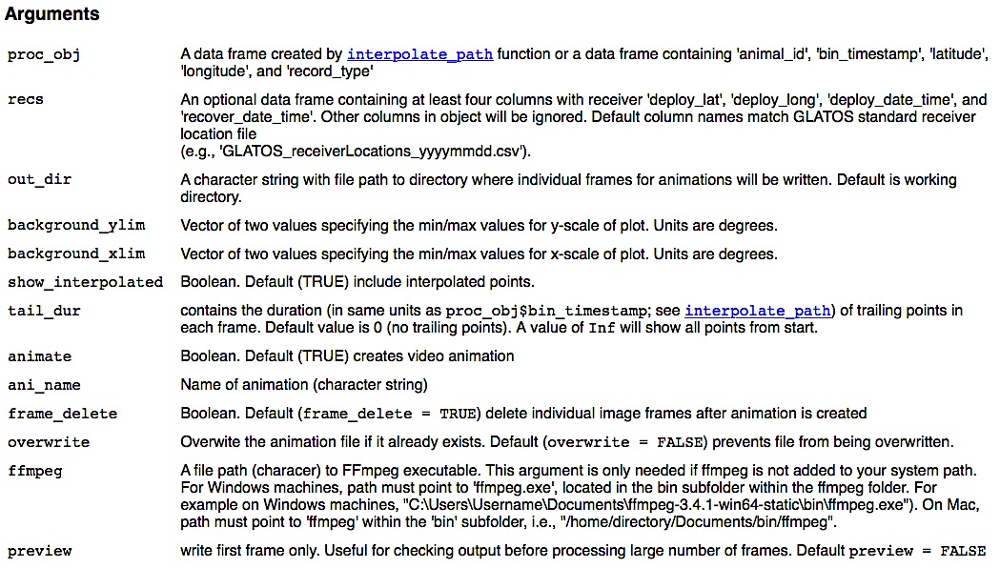 Arguments
proc_obj A data frame created by interpolate_path function or a data frame containing 'animal_id', 'bin_timestamp', 'latitude',
'longitude', and 'record_type'
recs An optional data frame containing at least four columns with receiver 'deploy_lat', 'deploy_long', 'deploy_date_time', and
'recover_date_time'. Other columns in object will be ignored. Default column names match GLATOS standard receiver
location file
(e.g., 'GLATOS_receiverLocations_yyyymmdd.csv').
out_dir A character string with file path to directory where individual frames for animations will be written. Default is working
directory.
background_ylim Vector of two values specifying the min/max values for y-scale of plot. Units are degrees.
background_xlim Vector of two values specifying the min/max values for x-scale of plot. Units are degrees.
show_interpolated Boolean. Default (TRUE) include interpolated points.
tail_dur contains the duration (in same units as proc_obj$bin_timestamp; see interpolate_path) of trailing points in
each frame. Default value is 0 (no trailing points). A value of Inf will show all points from start.
animate Boolean. Default (TRUE) creates video animation
ani_name Name of animation (character string)
frame_delete Boolean. Default (frame_delete = TRUE) delete individual image frames after animation is created
overwrite Overwite the animation file if it already exists. Default (overwrite = FALSE) prevents file from being overwritten.
ffmpeg A file path (characer) to FFmpeg executable. This argument is only needed if ffmpeg is not added to your system path.
For Windows machines, path must point to 'ffmpeg.exe', located in the bin subfolder within the ffmpeg folder. For
example on Windows machines, "C:\Users\Username\Documents\ffmpeg-3.4.1-win64-static\bin\ffmpeg.exe"). On Mac,
path must point to 'ffmpeg' within the 'bin' subfolder, i.e., "/home/directory/Documents/bin/ffmpeg".
preview write first frame only. Useful for checking output before processing large number of frames. Default preview = FALSE